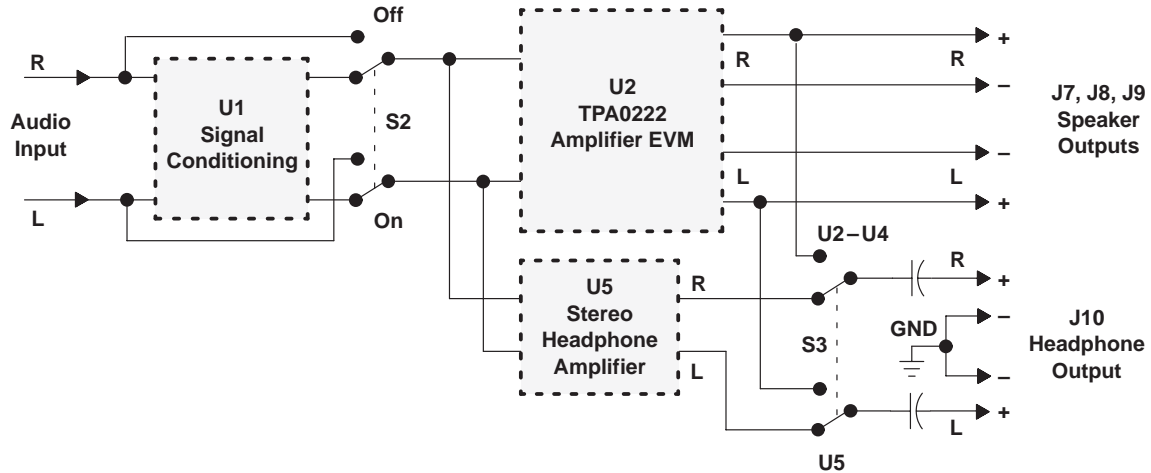 Off
R
Audio
Input
L
U1
Signal
Conditioning
S2
On
U2
TPA0222
Amplifier EVM
R
L
+
R
–
–
L
+
J7, J8, J9
Speaker
Outputs
U5
Stereo
Headphone
Amplifier
R
L
U2–U4
S3
U5
R
+
GND
–
–
+
L
J10
Headphone
Output